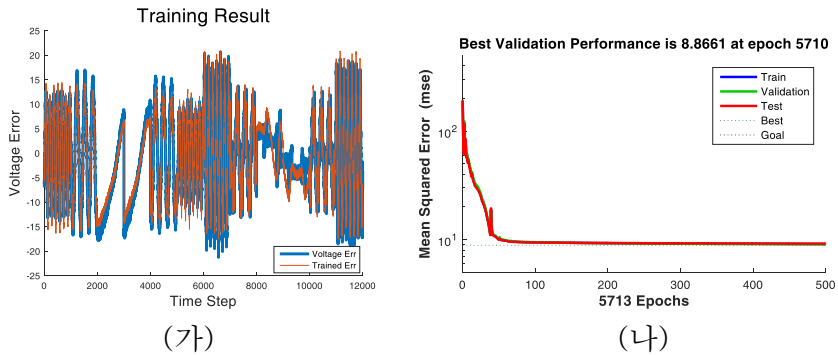 Training Result
25
20
15
10
5
0
-5
-10
-15
-20
-25
Voltage Error
0
2000
4000
6000
8000
10000
12000
Time Step
Voltage Err
Trained Err
(가)
Best Validation Performance is 8.8661 at epoch 5710
Mean Squared Error (mse)
10²
10¹
0
100
200
300
400
500
5713 Epochs
Train
Validation
Test
Best
Goal
(나)